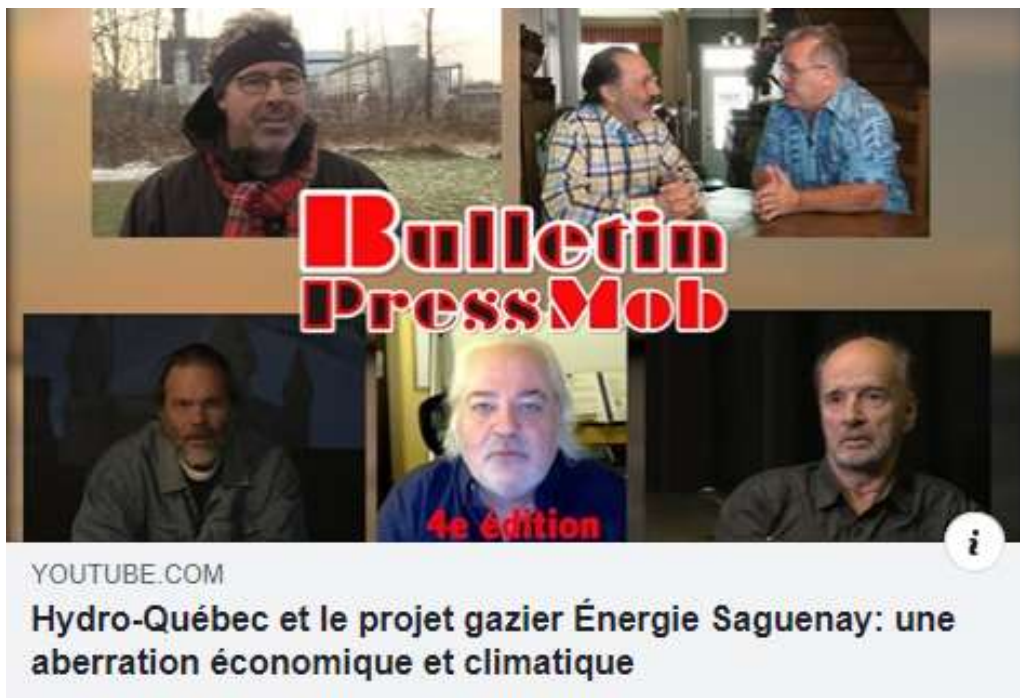 Bulletin
PressMob
4e édition
i
YOUTUBE.COM
Hydro-Québec et le projet gazier Énergie Saguenay: une
aberration économique et climatique